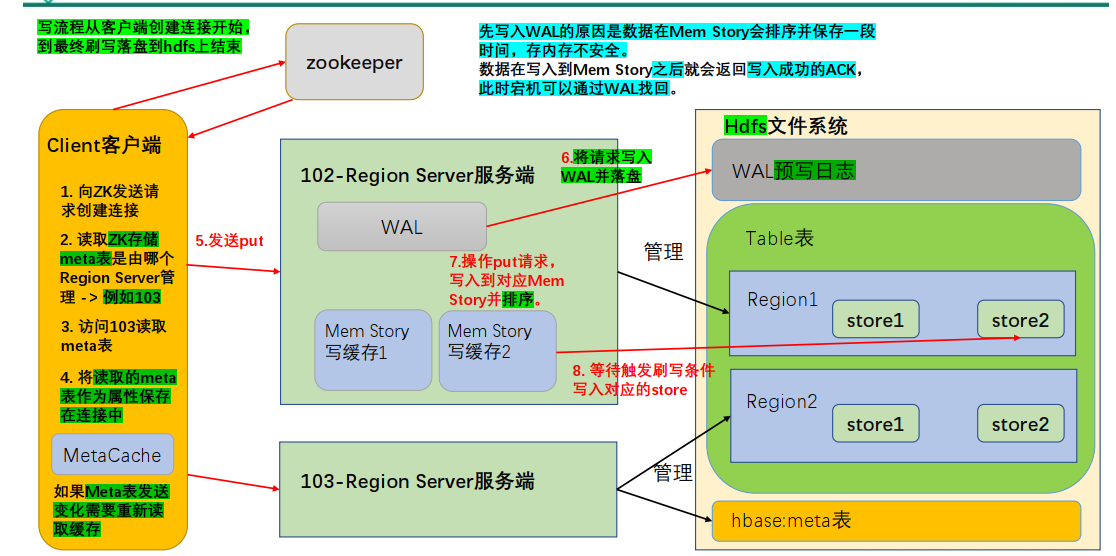 写流程从客户端创建连接开始，
到最终刷写落盘到hdfs上结束
zookeeper
先写入WAL的原因是数据在Mem Story会排序并保存一段
时间，存内存不安全。
数据在写入到Mem Story之后就会返回写入成功的ACK，
此时宕机可以通过WAL找回。
Client客户端
1. 向ZK发送请
求创建连接
2. 读取ZK存储
meta表是由哪个
Region Server管
理 -> 例如103
3. 访问103读取
meta表
4. 将读取的meta
表作为属性保存
在连接中
MetaCache
如果Meta表发送
变化需要重新读
取缓存
5.发送put
102-Region Server服务端
WAL
6.将请求写入
WAL并落盘
7.操作put请求，
写入到对应Mem
Story并排序。
Mem Story
写缓存1
Mem Story
写缓存2
8. 等待触发刷写条件
写入对应的store
103-Region Server服务端
管理
管理
Hdfs文件系统
WAL预写日志
Table表
Region1
store1
store2
Region2
store1
store2
hbase:meta表